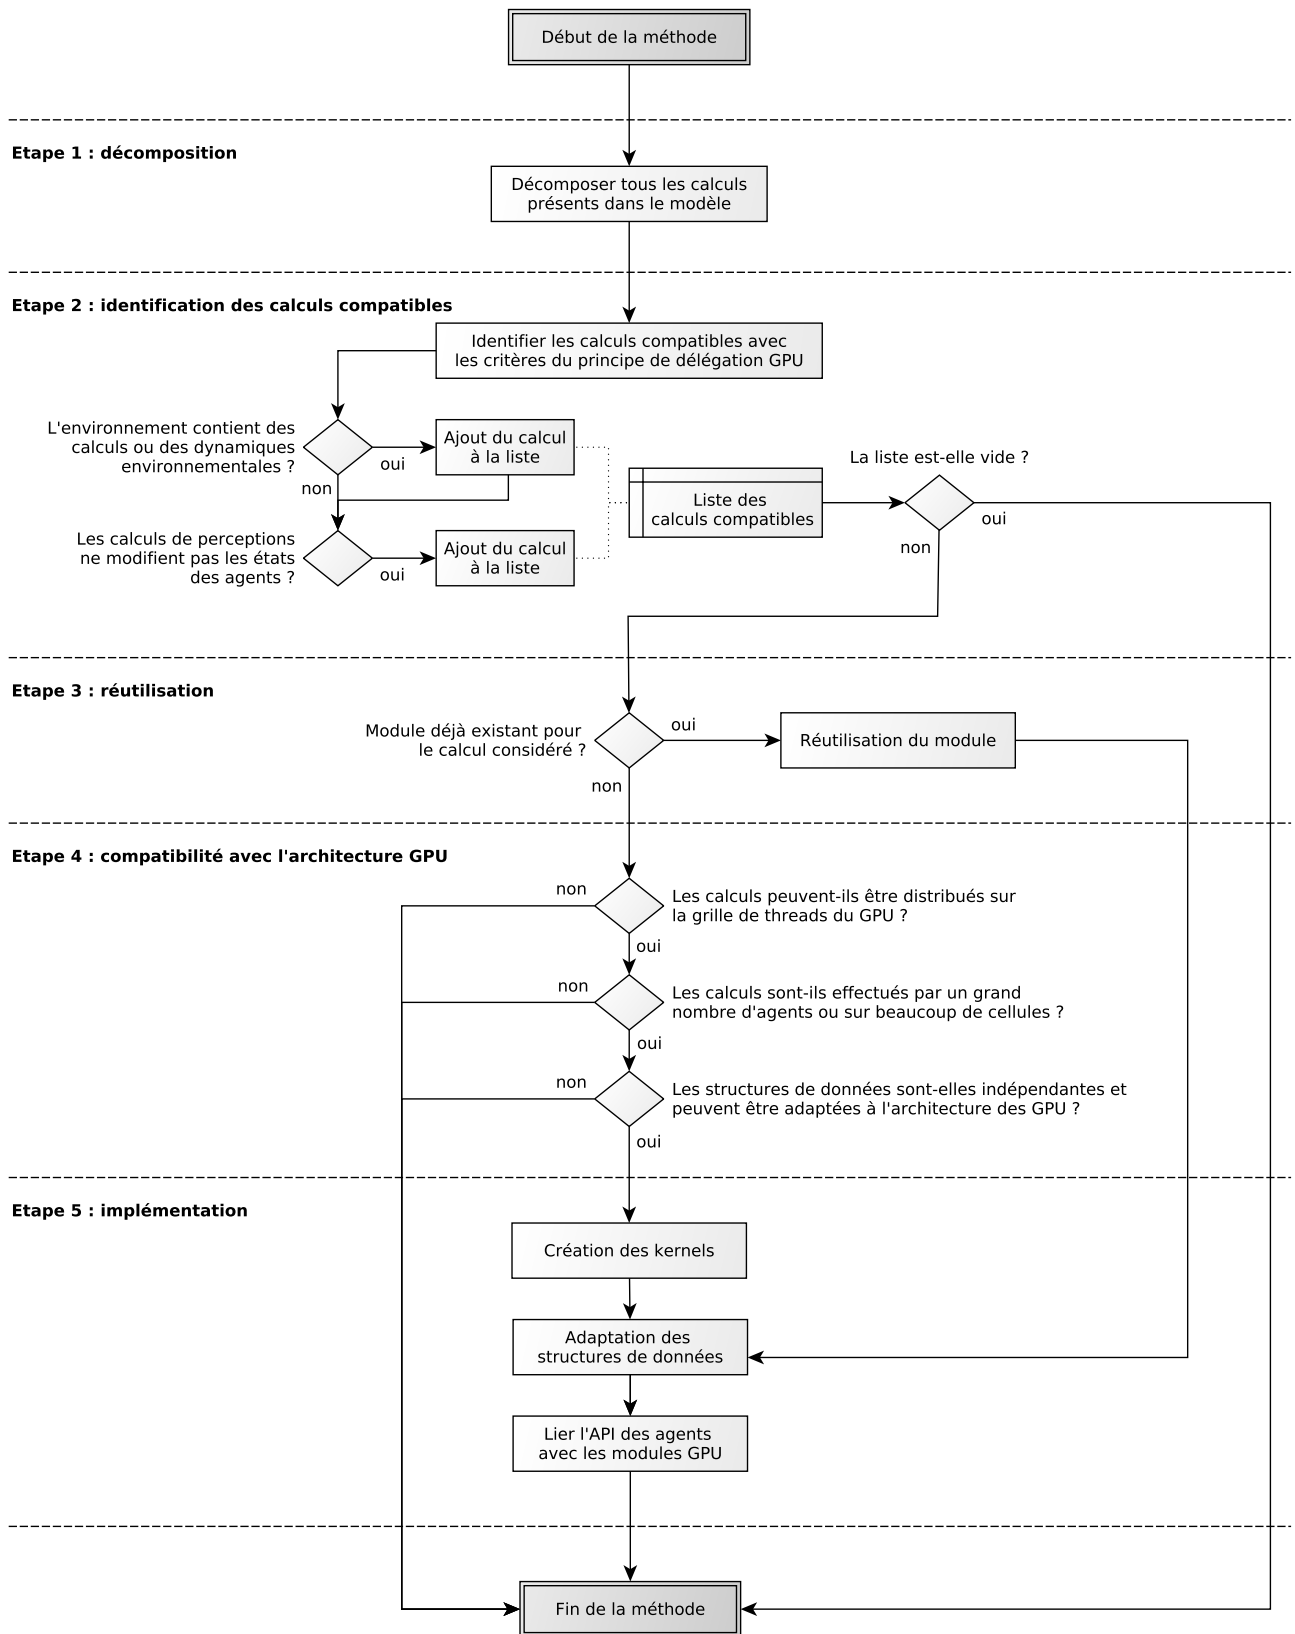 Début de la méthode
Etape 1 : décomposition
Décomposer tous les calculs
présents dans le modèle
Etape 2 : identification des calculs compatibles
Identifier les calculs compatibles avec
les critères du principe de délégation GPU
L'environnement contient des
calculs ou des dynamiques
environnementales ?
oui
non
Ajout du calcul
à la liste
Les calculs de perceptions
ne modifient pas les états
des agents ?
oui
Ajout du calcul
à la liste
Liste des
calculs compatibles
La liste est-elle vide ?
oui
non
Etape 3 : réutilisation
Module déjà existant pour
le calcul considéré ?
oui
Réutilisation du module
non
Etape 4 : compatibilité avec l'architecture GPU
non
Les calculs peuvent-ils être distribués sur
la grille de threads du GPU ?
oui
non
Les calculs sont-ils effectués par un grand
nombre d'agents ou sur beaucoup de cellules ?
oui
non
Les structures de données sont-elles indépendantes et
peuvent être adaptées à l'architecture des GPU ?
oui
Etape 5 : implémentation
Création des kernels
Adaptation des
structures de données
Lier l'API des agents
avec les modules GPU
Fin de la méthode